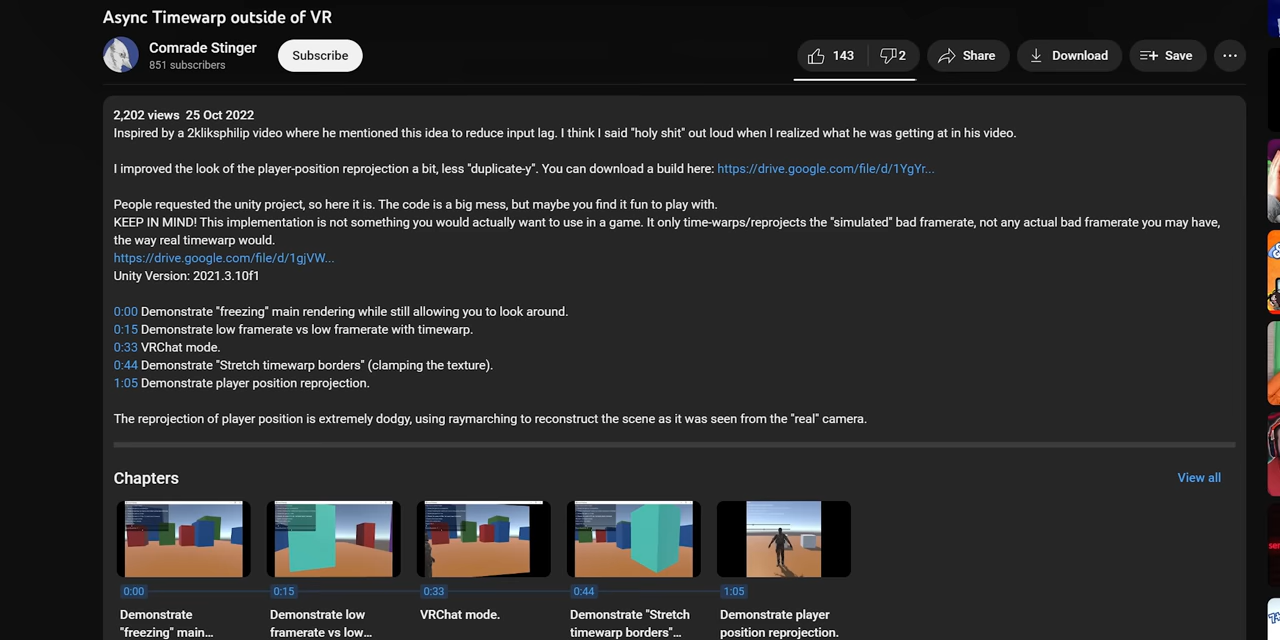 Async Timewarp outside of VR
Comrade Stinger
851 subscribers
Subscribe
143
2
Share
Download
Save
2,202 views 25 Oct 2022
Inspired by a 2kliksphilip video where he mentioned this idea to reduce input lag. I think I said "holy shit" out loud when I realized what he was getting at in his video.
I improved the look of the player-position reprojection a bit, less "duplicate-y". You can download a build here: https://drive.google.com/file/d/1YgYr...
People requested the unity project, so here it is. The code is a big mess, but maybe you find it fun to play with.
KEEP IN MIND! This implementation is not something you would actually want to use in a game. It only time-warps/reprojects the "simulated" bad framerate, not any actual bad framerate you may have,
the way real timewarp would.
https://drive.google.com/file/d/1gjVW...
Unity Version: 2021.3.10f1
0:00 Demonstrate "freezing" main rendering while still allowing you to look around.
0:15 Demonstrate low framerate vs low framerate with timewarp.
0:33 VRChat mode.
0:44 Demonstrate "Stretch timewarp borders" (clamping the texture).
1:05 Demonstrate player position reprojection.
The reprojection of player position is extremely dodgy, using raymarching to reconstruct the scene as it was seen from the "real" camera.
Chapters
View all
0:00
0:15
0:33
0:44
1:05
Demonstrate
"freezing" main...
Demonstrate low
framerate vs low...
VRChat mode.
Demonstrate "Stretch
timewarp borders"...
Demonstrate player
position reprojection.